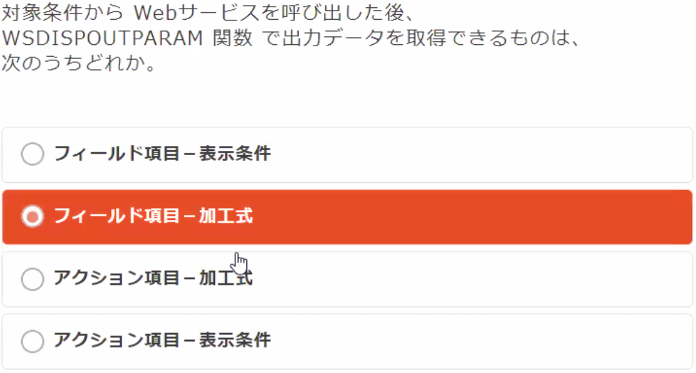 対象条件から Webサービスを呼び出した後、
WSDISPOUTPARAM 関数 で出力データを取得できるものは、
次のうちどれか。
フィールド項目－表示条件
フィールド項目－加工式
アクション項目－加工式
アクション項目－表示条件